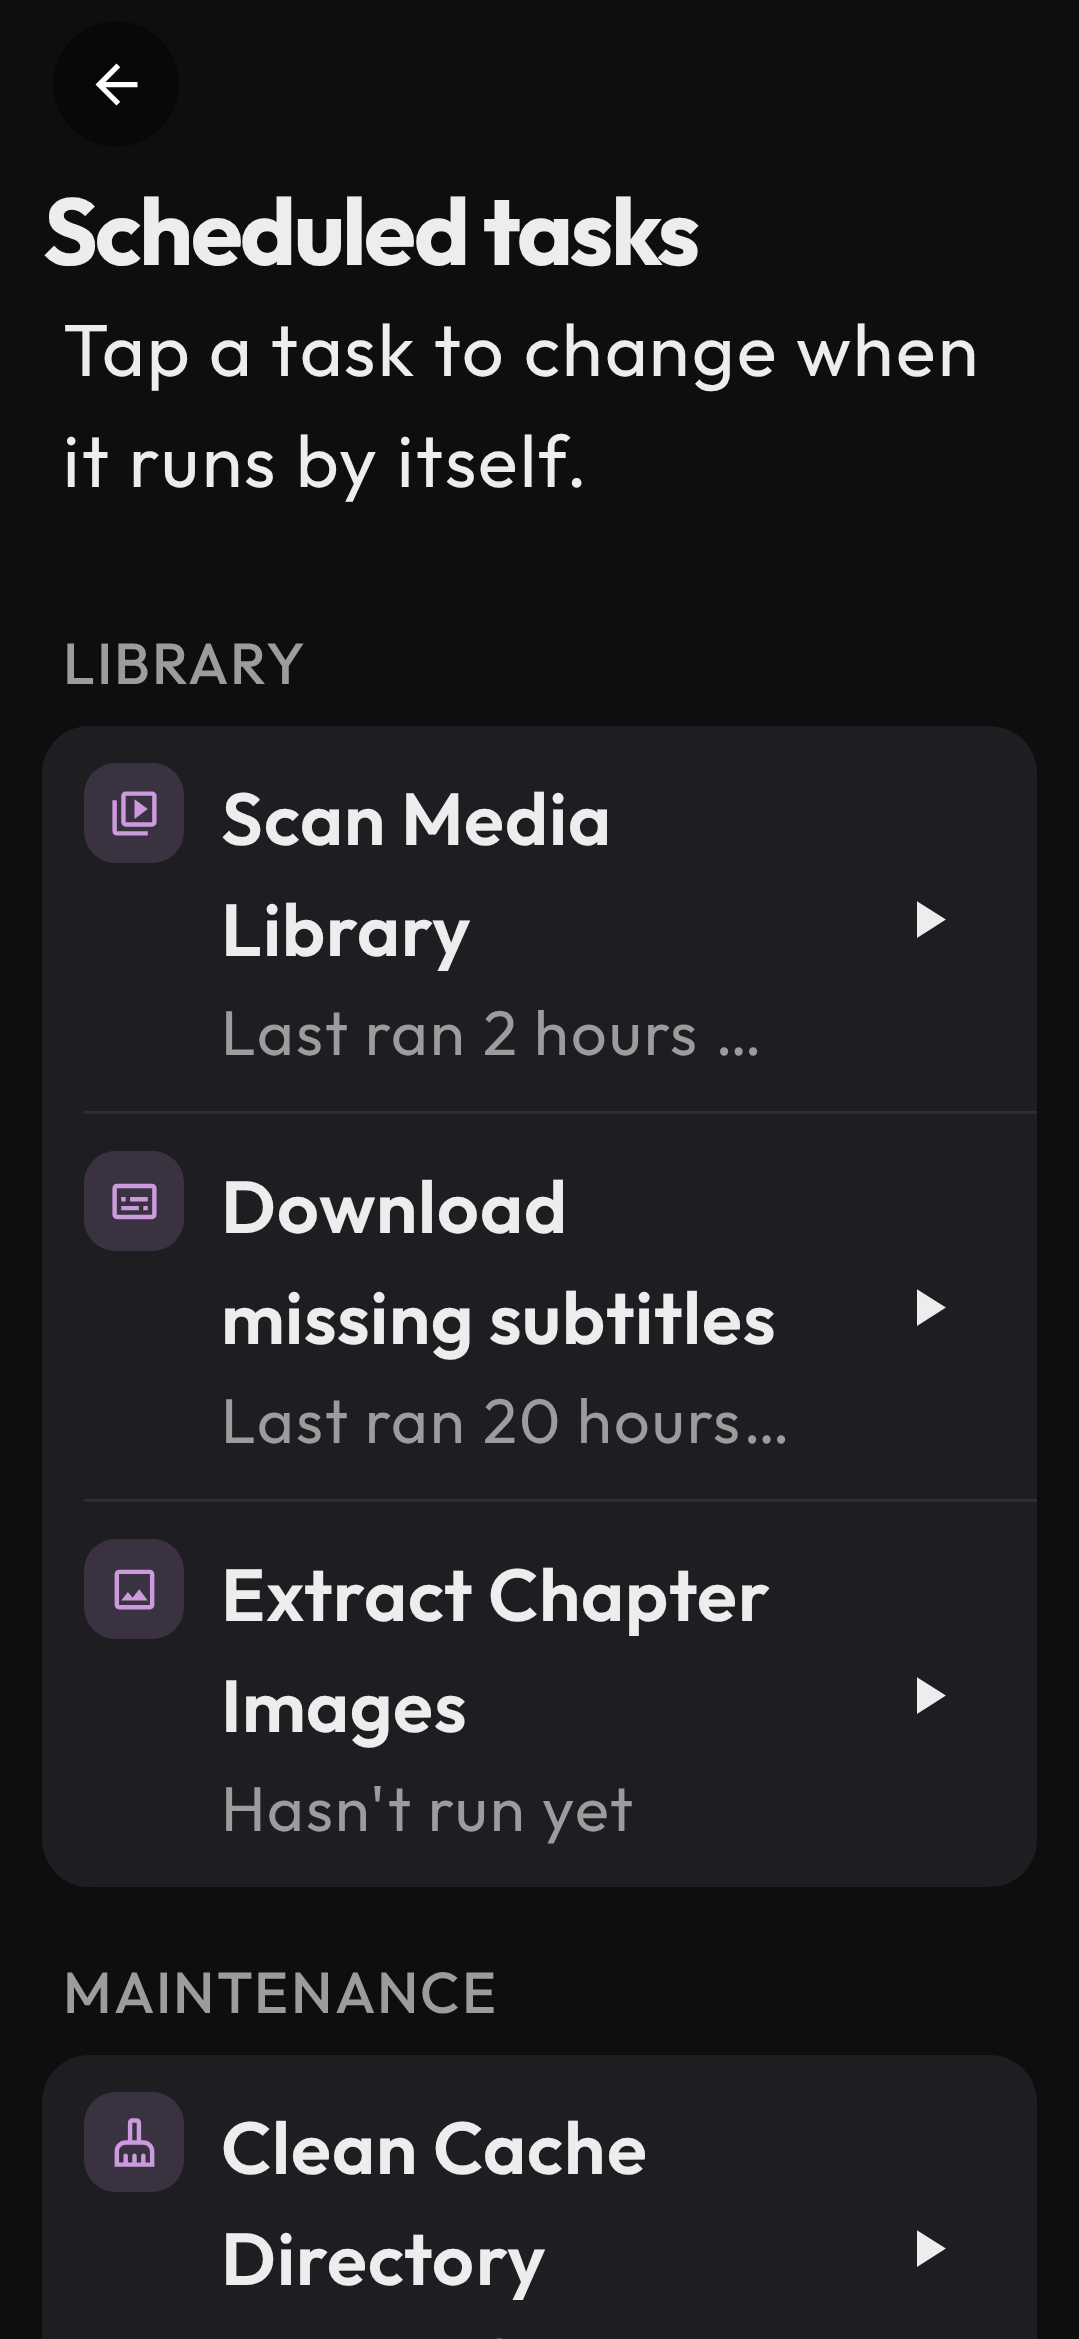 Scheduled tasks
Tap a task to change when
it runs by itself.
LIBRARY
Scan Media
Library
Last ran 2 hours …
Download
missing subtitles
Last ran 20 hours…
Extract Chapter
Images
Hasn't run yet
MAINTENANCE
Clean Cache
Directory